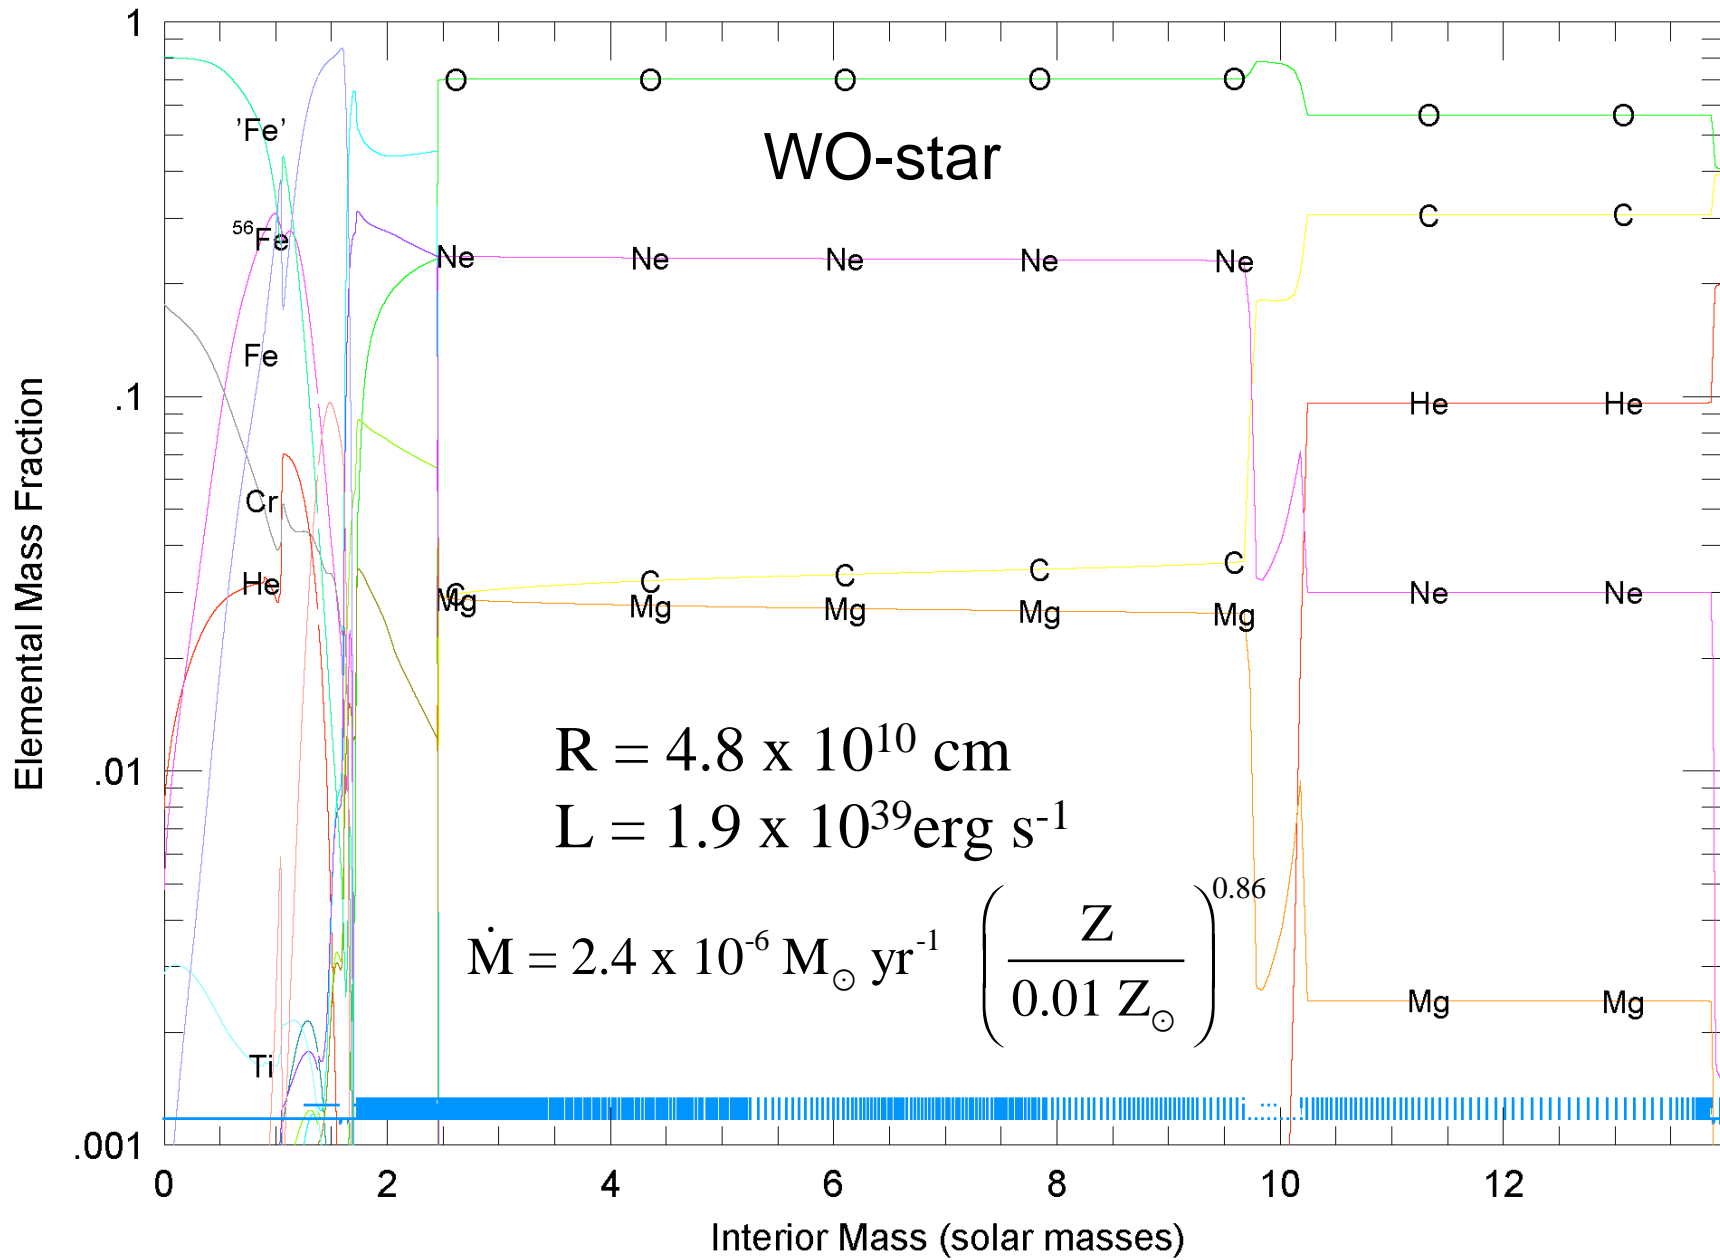 1
O O O O O
'Fe'
WO-star
O O
56Fe
C C
Ne Ne Ne Ne Ne
Fe
.1
He He
Cr
He
C C C C C
Mg Mg Mg Mg Mg
Ne Ne
R = 4.8 x 10^10 cm
.01
L = 1.9 x 10^39 erg s^-1
Ṁ = 2.4 x 10^-6 M⊙ yr^-1 (Z / 0.01 Z⊙)^0.86
Mg Mg
Ti
.001
0 2 4 6 8 10 12
Interior Mass (solar masses)
Elemental Mass Fraction